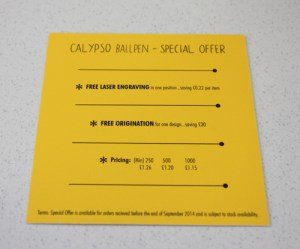 CALYPSO BALLPEN - SPECIAL OFFER
* FREE LASER ENGRAVING in one position...saving £0.22 per item
* FREE ORIGINATION for one design...saving £30
* Pricing: (Min) 250 500 1000
£1.26 £1.20 £1.15
Terms. Special Offer is available for orders recieved before the end of September 2014 and is subject to stock availability.